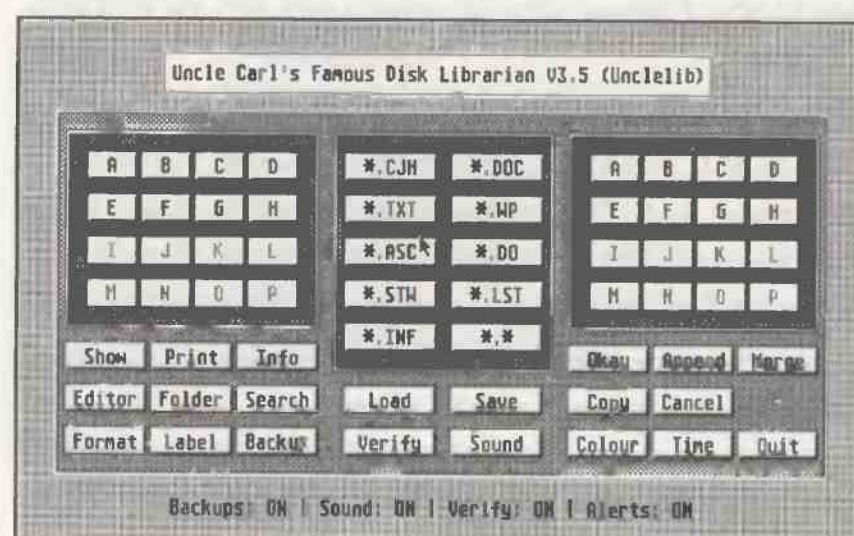 Uncle Carl's Famous Disk Librarian V3.5 (Unclelib)
A B C D
E F G H
I J K L
M N O P
*.CJH *.DOC
*.TXT *.WP
*.ASC *.DO
*.STW *.LST
*.INF *.*
A B C D
E F G H
I J K L
M N O P
Show Print Info
Editor Folder Search
Format Label Backup
Load Save
Verify Sound
Okay Append Merge
Copy Cancel
Colour Time Quit
Backups: ON | Sound: ON | Verify: ON | Alerts: ON